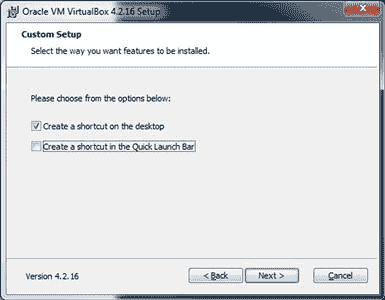 Oracle VM VirtualBox 4.2.16 Setup
Custom Setup
Select the way you want features to be installed.
Please choose from the options below:
Create a shortcut on the desktop
Create a shortcut in the Quick Launch Bar
Version 4.2.16
< Back
Next >
Cancel